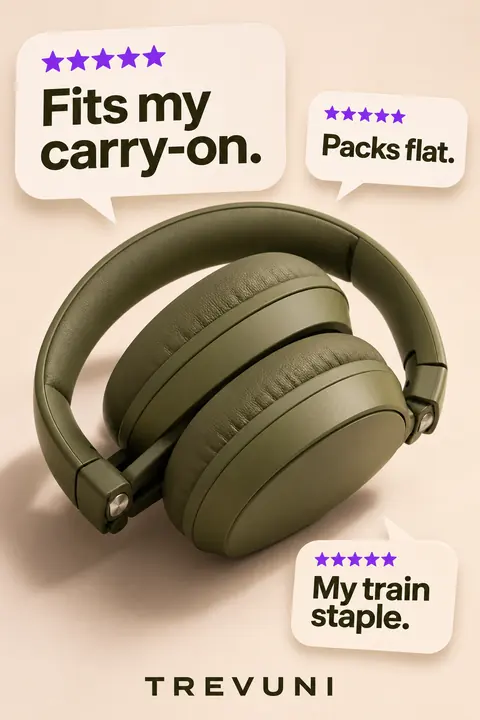 Fits my
carry-on.
Packs flat.
My train
staple.
TREVUNI